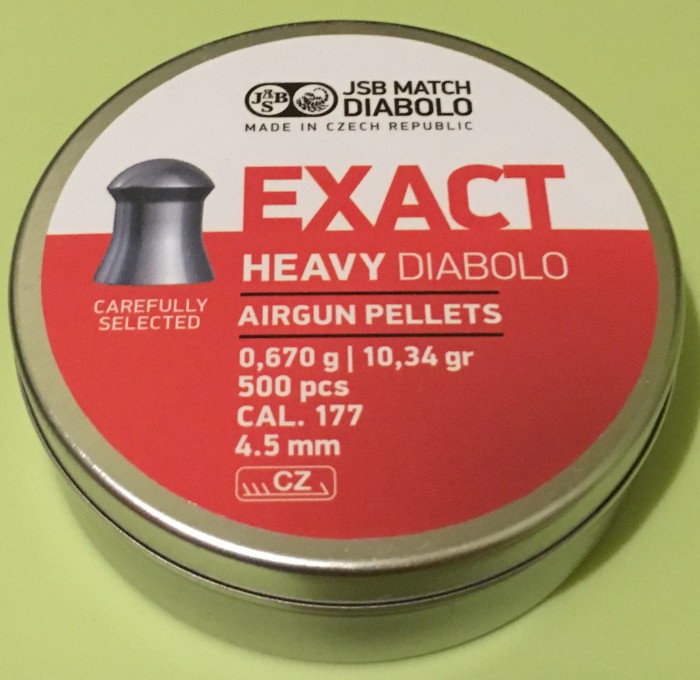 JSB MATCH
DIABOLO
MADE IN CZECH REPUBLIC
EXACT
HEAVY DIABOLO
CAREFULLY
SELECTED
AIRGUN PELLETS
0,670 g | 10,34 gr
500 pcs
CAL. 177
4.5 mm
CZ